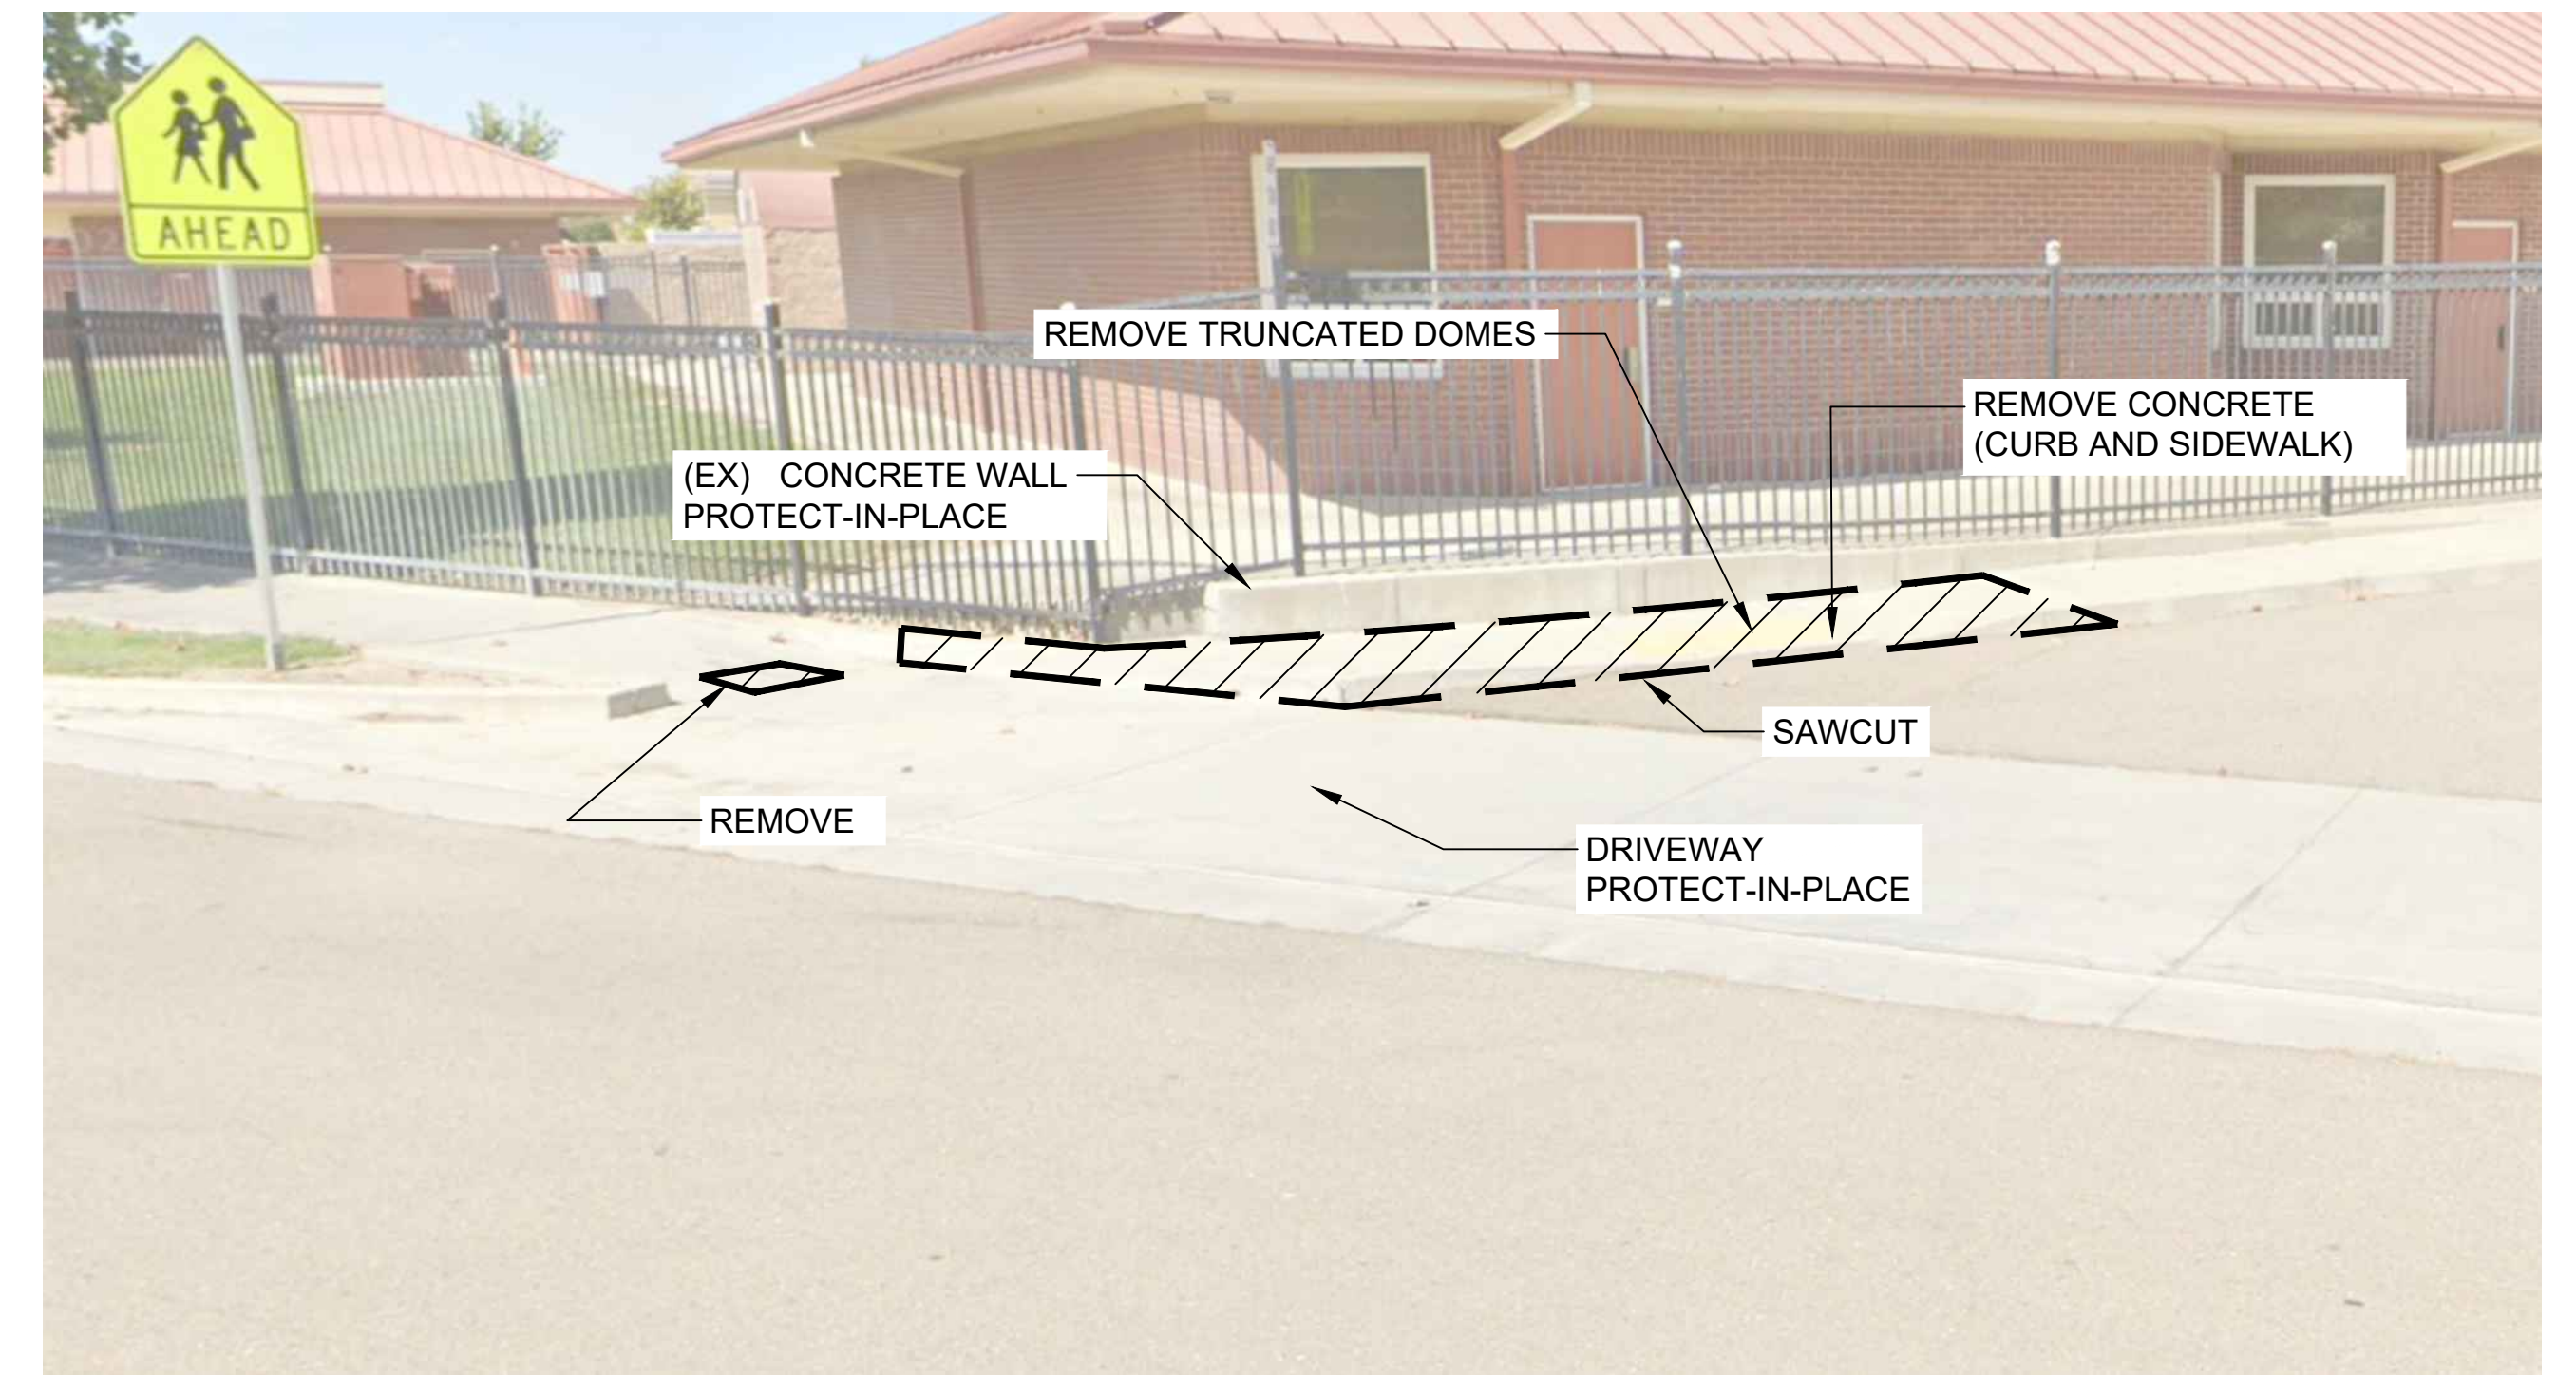 AHEAD
REMOVE TRUNCATED DOMES
REMOVE CONCRETE
(CURB AND SIDEWALK)
(EX) CONCRETE WALL
PROTECT-IN-PLACE
SAWCUT
REMOVE
DRIVEWAY
PROTECT-IN-PLACE